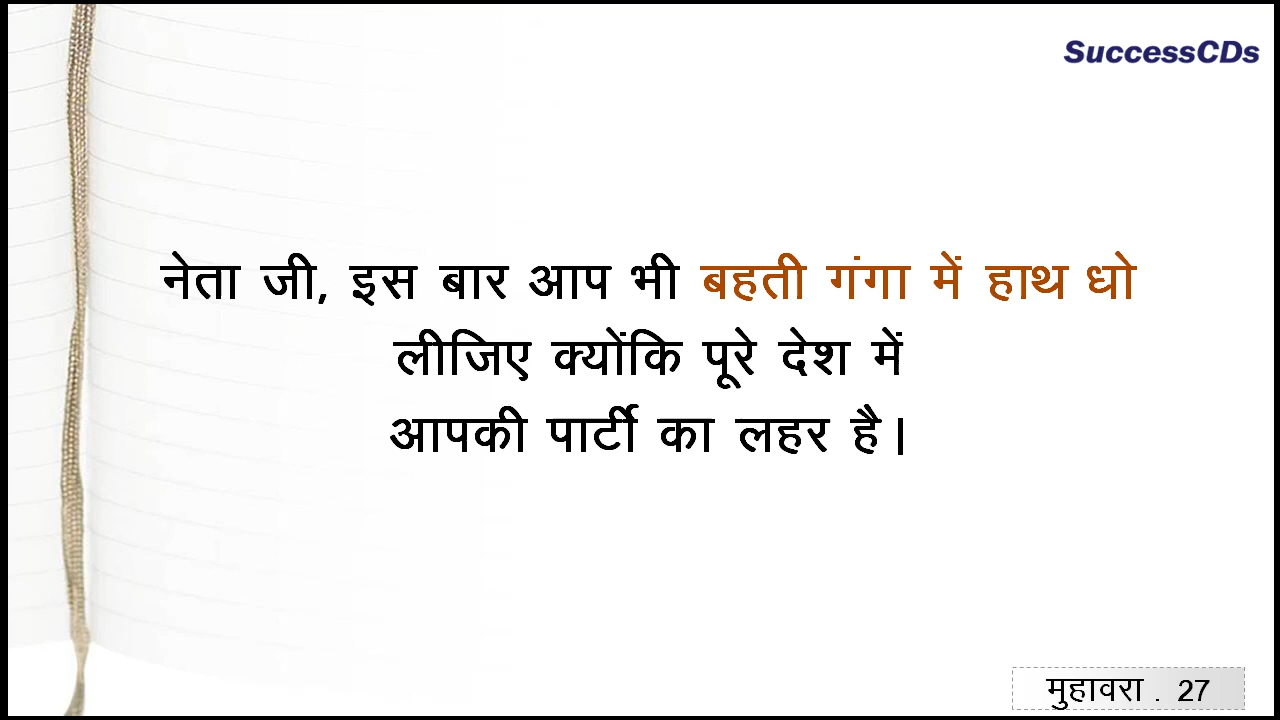 SuccessCDs
नेता जी, इस बार आप भी बहती गंगा में हाथ धो
लीजिए क्योंकि पूरे देश में
आपकी पार्टी का लहर है।
मुहावरा . 27